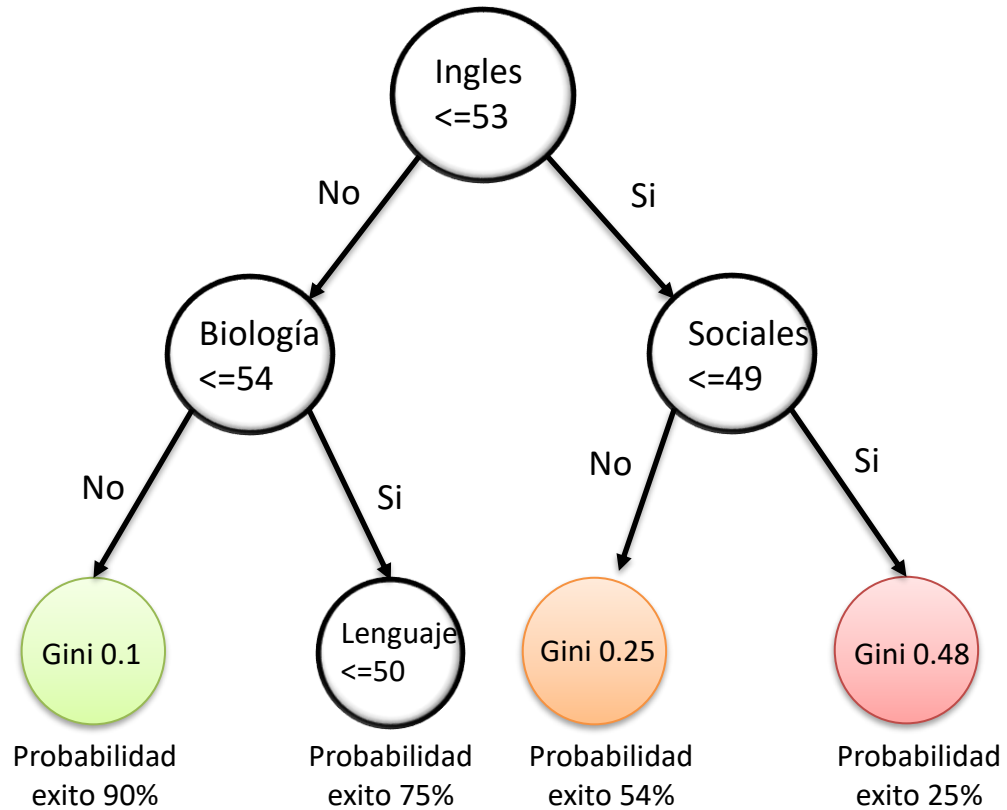 Ingles
<=53
No
Si
Biología
<=54
Sociales
<=49
No
Si
No
Si
Gini 0.1
Lenguaje
<=50
Gini 0.25
Gini 0.48
Probabilidad
exito 90%
Probabilidad
exito 75%
Probabilidad
exito 54%
Probabilidad
exito 25%